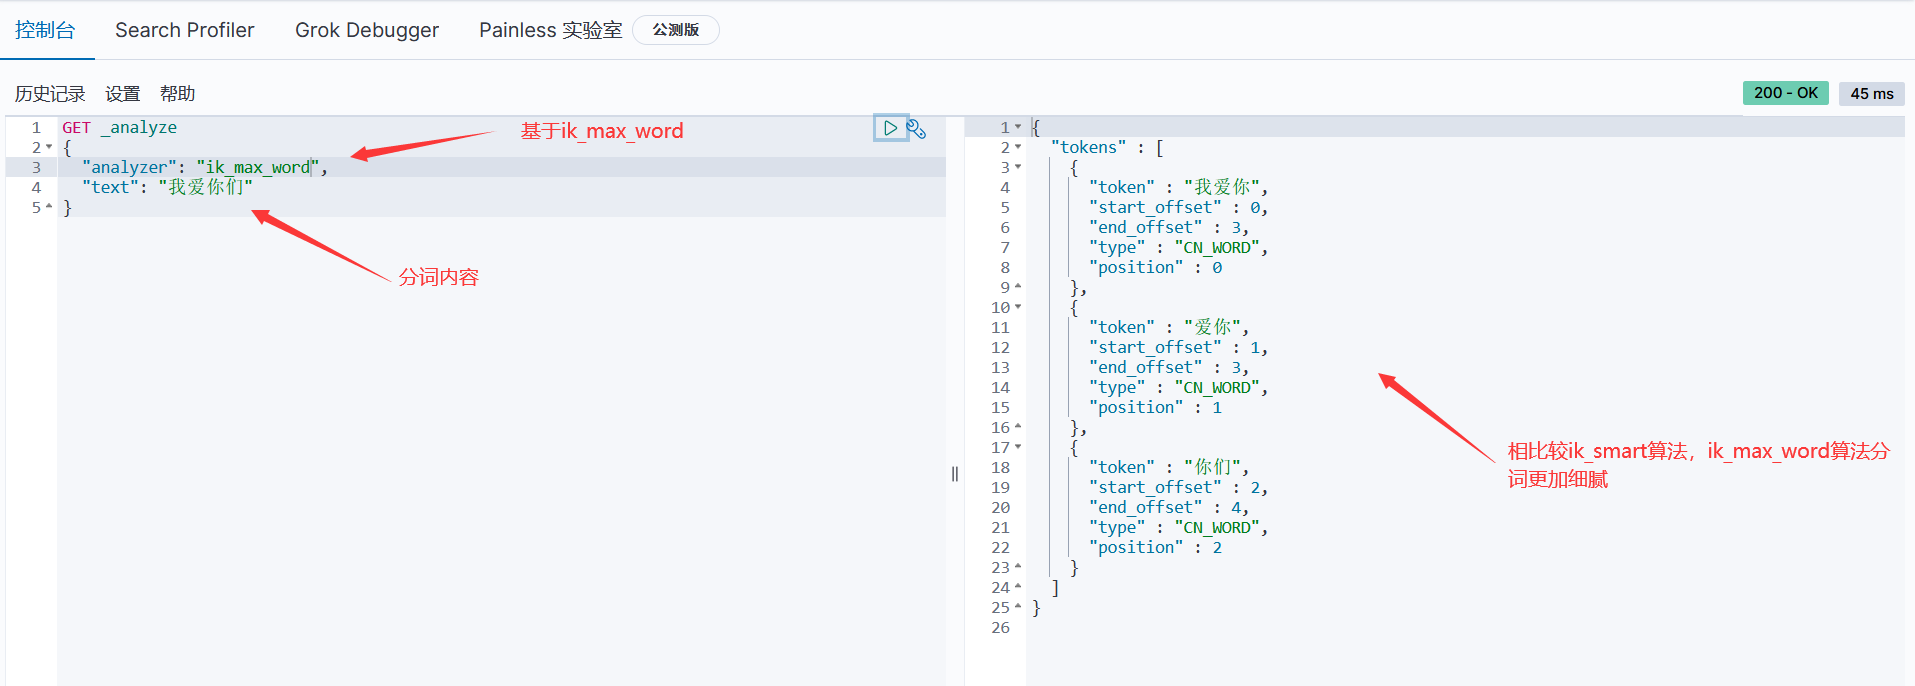 控制台 Search Profiler Grok Debugger Painless 实验室 公测版
历史记录 设置 帮助 200 - OK 45 ms
1 GET _analyze
2 {
3 "analyzer": "ik_max_word",
4 "text": "我爱你们"
5 }
基于ik_max_word
分词内容
1 {
2 "tokens" : [
3 {
4 "token" : "我爱你",
5 "start_offset" : 0,
6 "end_offset" : 3,
7 "type" : "CN_WORD",
8 "position" : 0
9 },
10 {
11 "token" : "爱你",
12 "start_offset" : 1,
13 "end_offset" : 3,
14 "type" : "CN_WORD",
15 "position" : 1
16 },
17 {
18 "token" : "你们",
19 "start_offset" : 2,
20 "end_offset" : 4,
21 "type" : "CN_WORD",
22 "position" : 2
23 }
24 ]
25 }
26
相比较ik_smart算法，ik_max_word算法分
词更加细腻